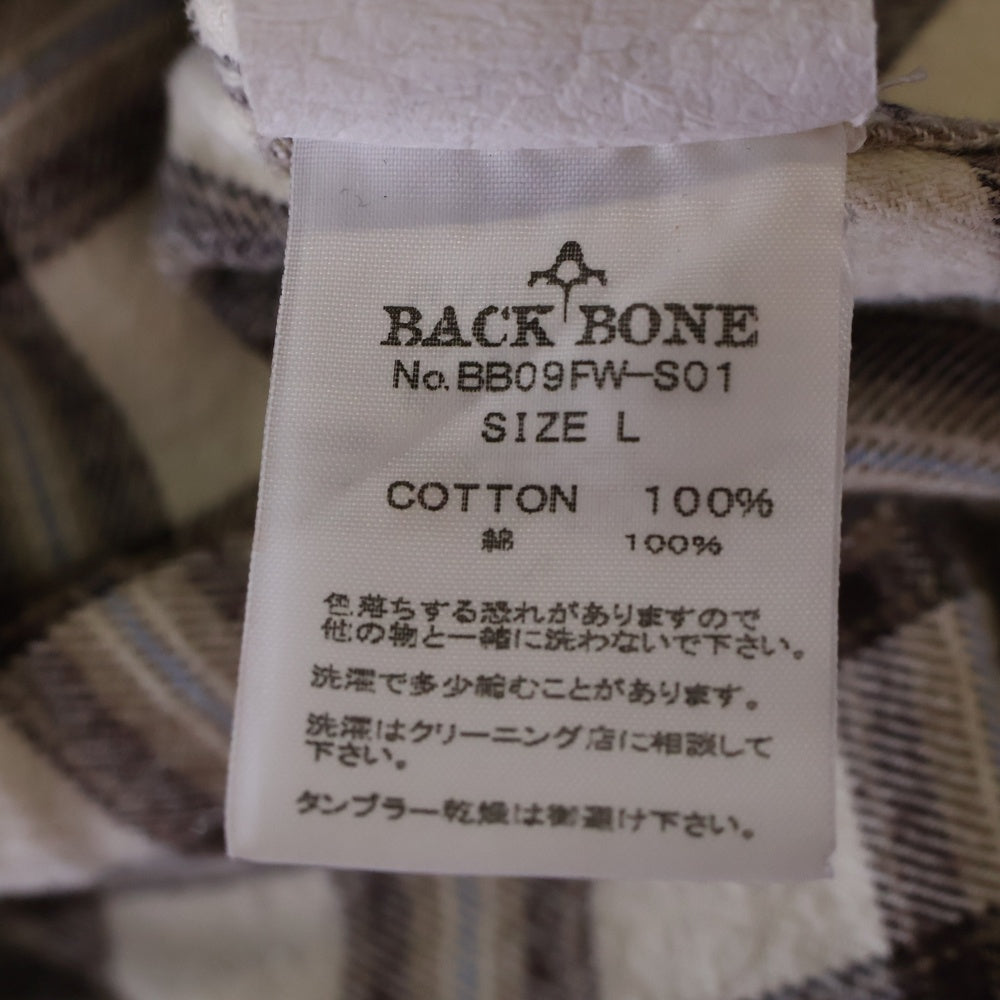 BACK BONE
No.BB09FW-S01
SIZE L
COTTON 100%
綿 100%
色落ちする恐れがありますので
他の物と一緒に洗わないで下さい。
洗濯で多少縮むことがあります。
洗濯はクリーニング店に相談して
下さい。
タンブラー乾燥は御避け下さい。